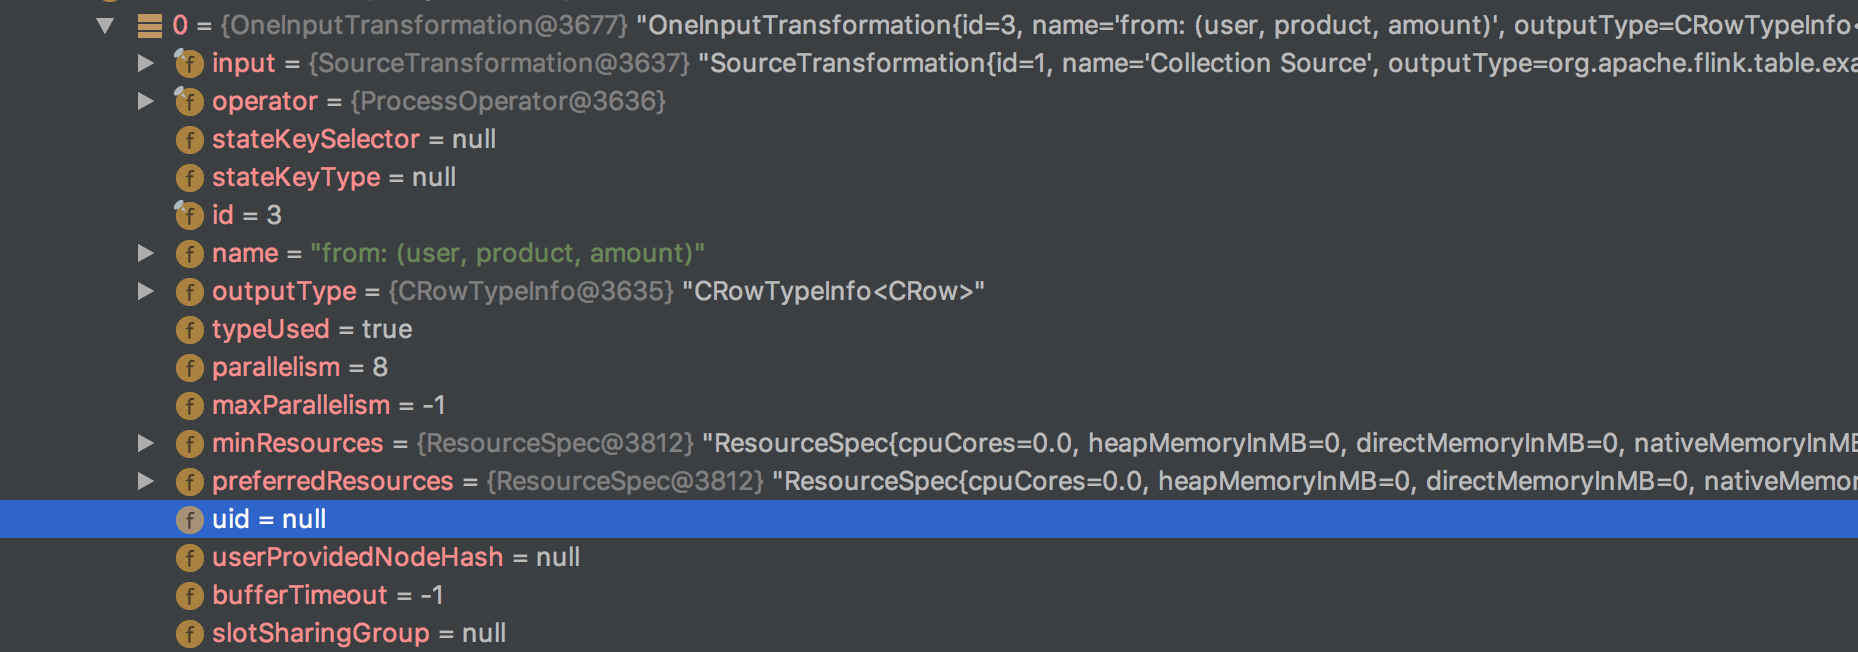 0 = {OneInputTransformation@3677} "OneInputTransformation{id=3, name='from: (user, product, amount)', outputType=CRowTypeInfo<
f input = {SourceTransformation@3637} "SourceTransformation{id=1, name='Collection Source', outputType=org.apache.flink.table.exa
f operator = {ProcessOperator@3636}
f stateKeySelector = null
f stateKeyType = null
f id = 3
f name = "from: (user, product, amount)"
f outputType = {CRowTypeInfo@3635} "CRowTypeInfo<CRow>"
f typeUsed = true
f parallelism = 8
f maxParallelism = -1
f minResources = {ResourceSpec@3812} "ResourceSpec{cpuCores=0.0, heapMemoryInMB=0, directMemoryInMB=0, nativeMemoryInMB
f preferredResources = {ResourceSpec@3812} "ResourceSpec{cpuCores=0.0, heapMemoryInMB=0, directMemoryInMB=0, nativeMemor
f uid = null
f userProvidedNodeHash = null
f bufferTimeout = -1
f slotSharingGroup = null